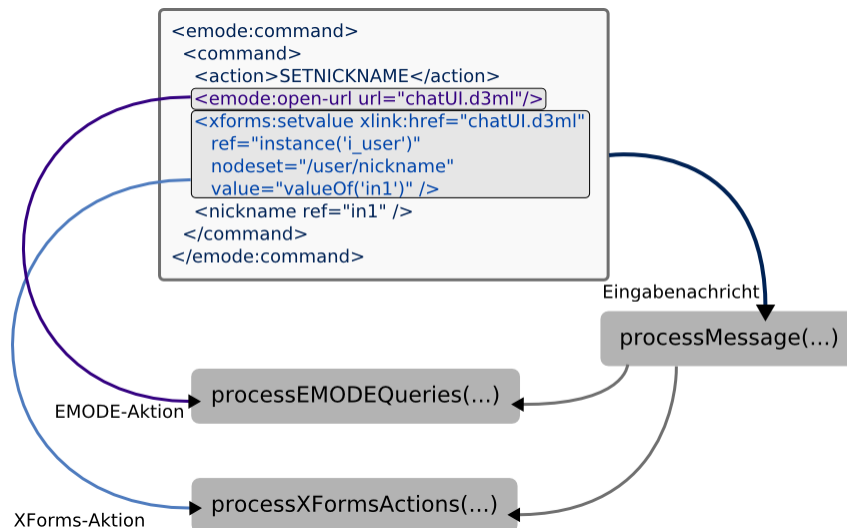 <emode:command>
<command>
<action>SETNICKNAME</action>
<emode:open-url url="chatUI.d3ml"/>
<xforms:setvalue xlink:href="chatUI.d3ml"
ref="instance('i_user')"
nodeset="/user/nickname"
value="valueOf('in1')" />
<nickname ref="in1" />
</command>
</emode:command>
Eingabenachricht
processMessage(...)
processEMODEQueries(...)
EMODE-Aktion
processXFormsActions(...)
XForms-Aktion